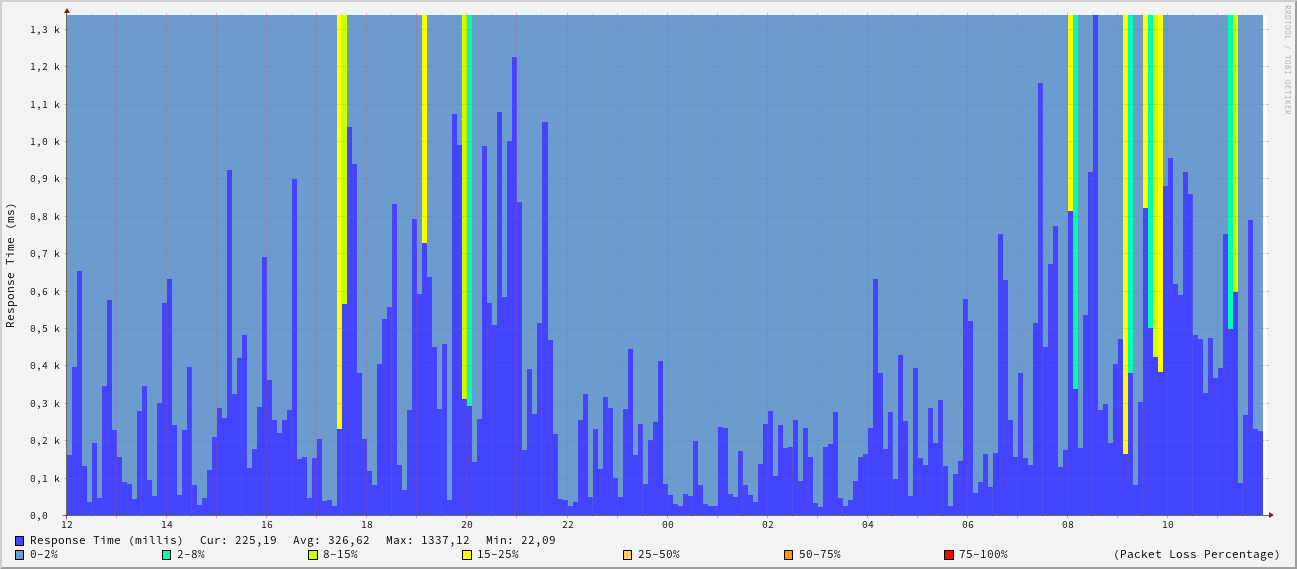 RRDTOOL / TOBI OETIKER
Response Time (ms)
1,3 k
1,2 k
1,1 k
1,0 k
0,9 k
0,8 k
0,7 k
0,6 k
0,5 k
0,4 k
0,3 k
0,2 k
0,1 k
0,0
12 14 16 18 20 22 00 02 04 06 08 10
Response Time (millis) Cur: 225,19 Avg: 326,62 Max: 1337,12 Min: 22,09
0-2% 2-8% 8-15% 15-25% 25-50% 50-75% 75-100% (Packet Loss Percentage)